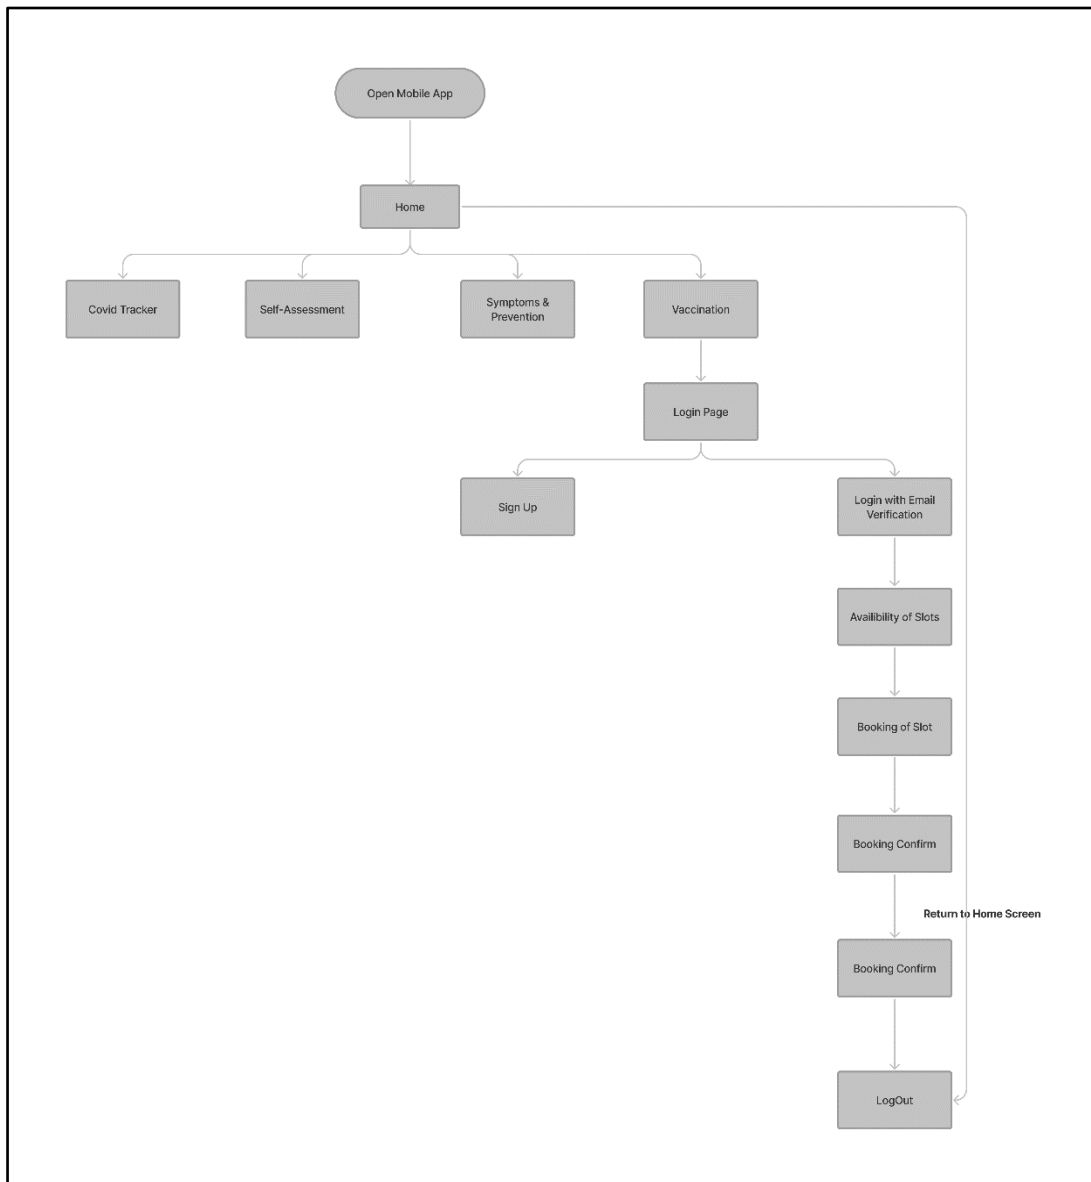 Open Mobile App
Home
Covid Tracker
Self-Assessment
Symptoms &
Prevention
Vaccination
Login Page
Sign Up
Login with Email
Verification
Availibility of Slots
Booking of Slot
Booking Confirm
Return to Home Screen
Booking Confirm
LogOut